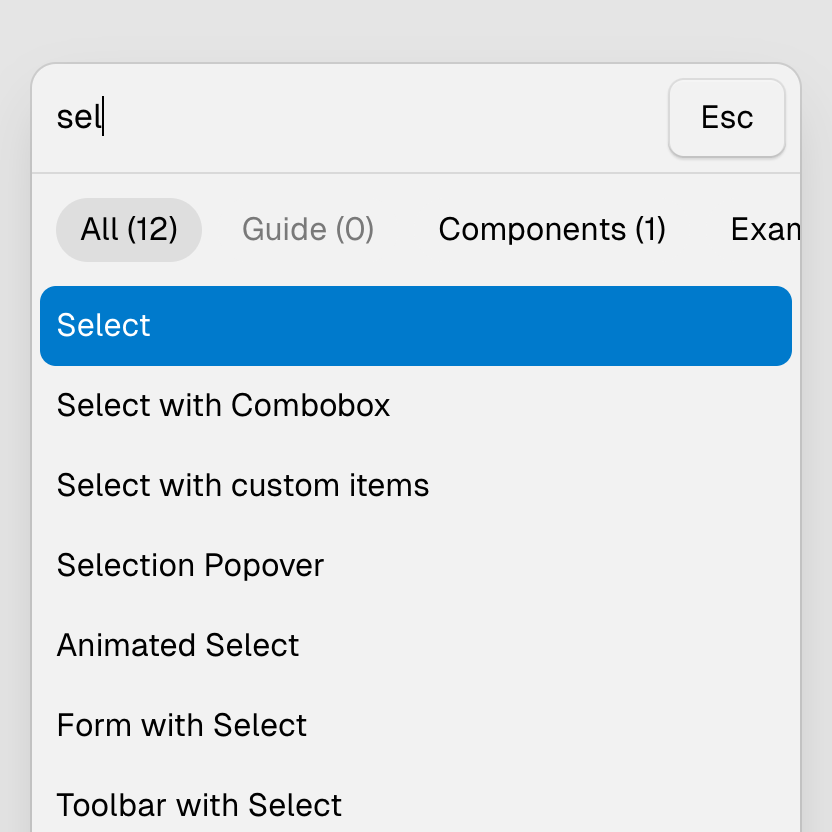 sel
Esc
All (12) Guide (0) Components (1) Exam
Select
Select with Combobox
Select with custom items
Selection Popover
Animated Select
Form with Select
Toolbar with Select